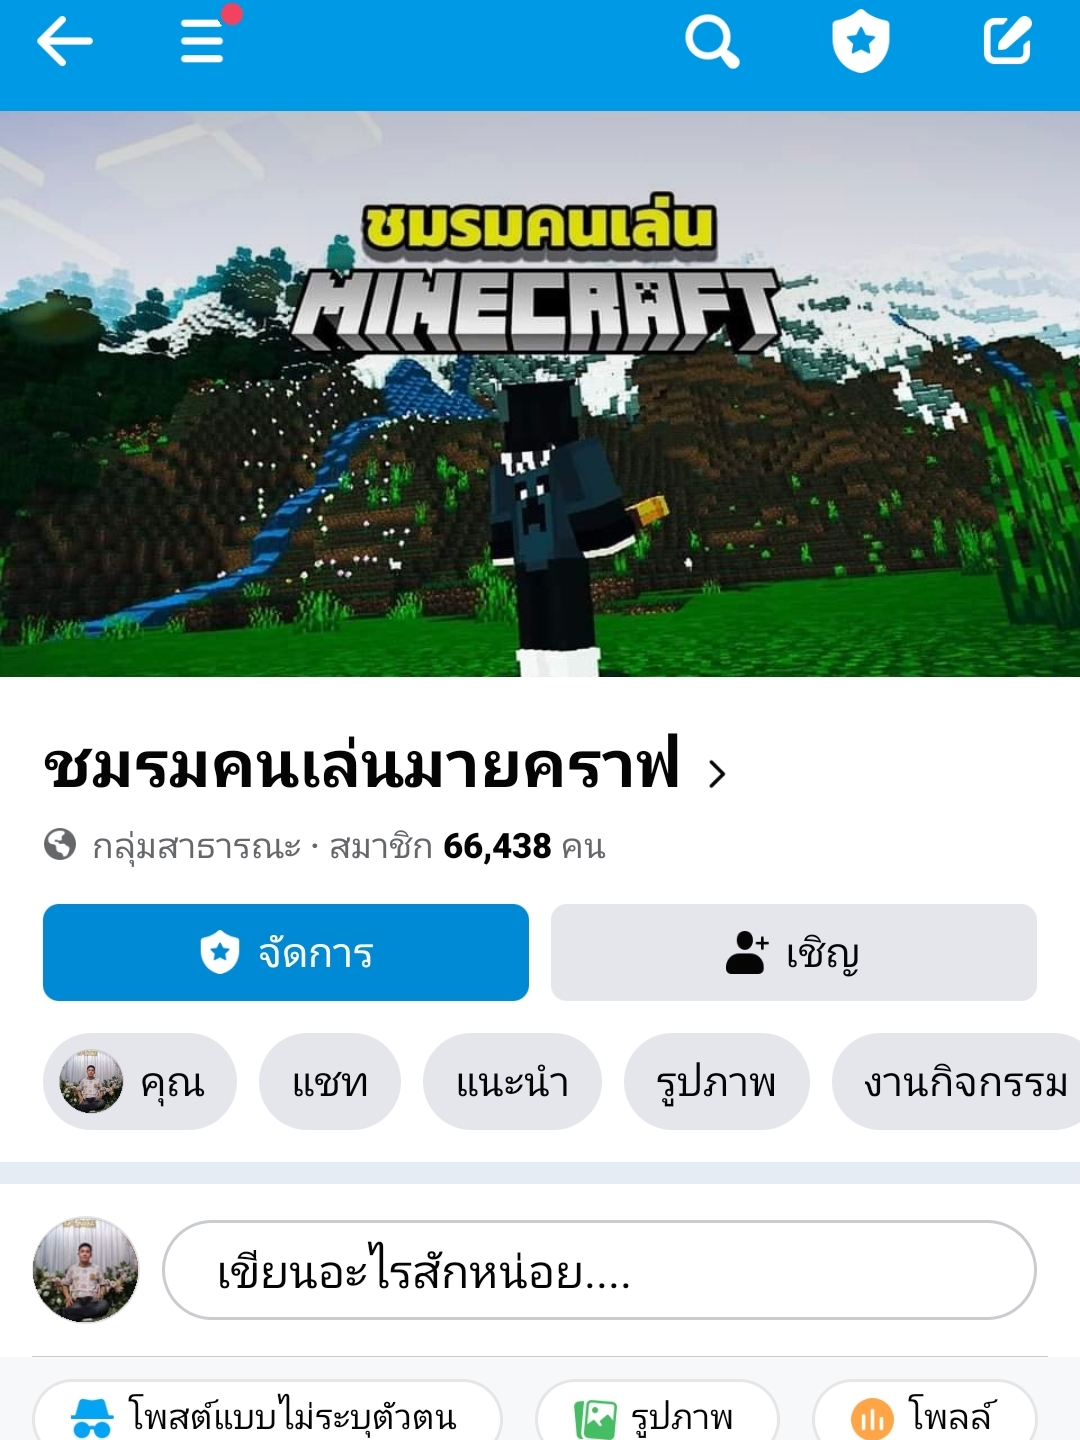 ชมรมคนเล่น
MINECRAFT
ชมรมคนเล่นมายคราฟ
กลุ่มสาธารณะ · สมาชิก 66,438 คน
จัดการ
เชิญ
คุณ แชท แนะนำ รูปภาพ งานกิจกรรม
เขียนอะไรสักหน่อย....
โพสต์แบบไม่ระบุตัวตน รูปภาพ โพลล์